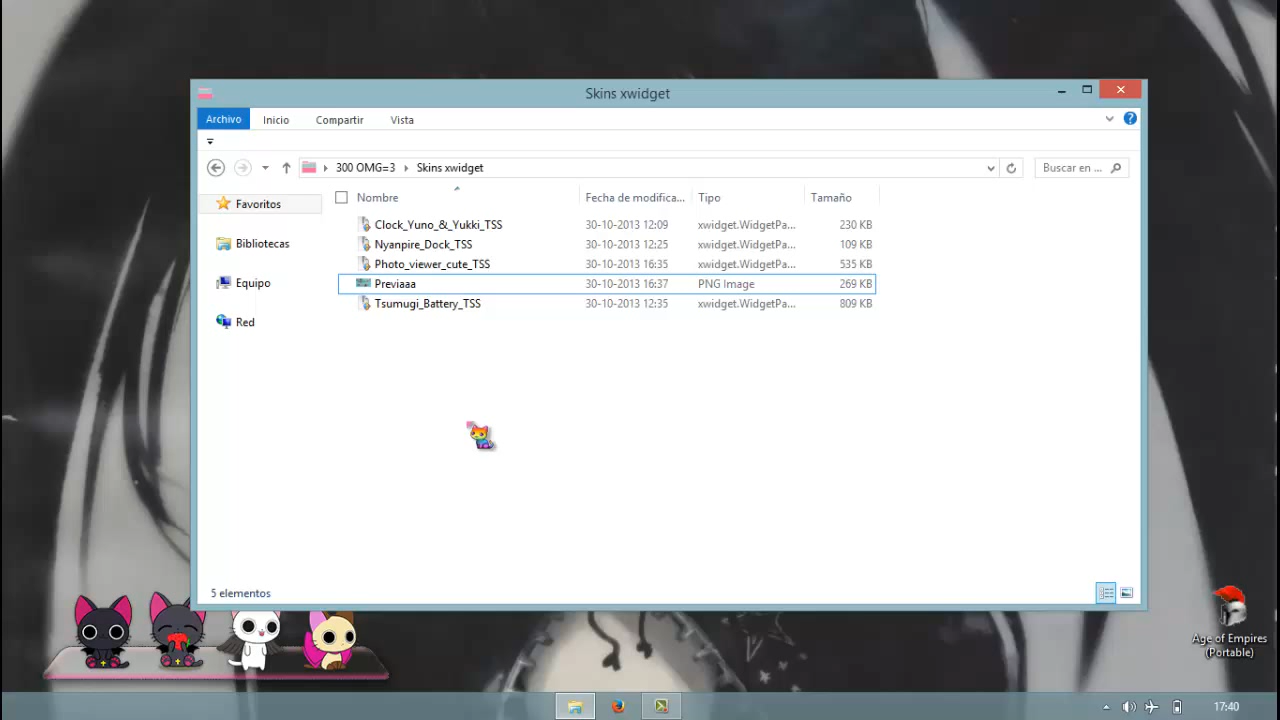 Skins xwidget
Archivo Inicio Compartir Vista
300 OMG=3 Skins xwidget Buscar en ...
Nombre Fecha de modifica... Tipo Tamaño
Favoritos
Bibliotecas
Equipo
Red
Clock_Yuno_&_Yukki_TSS 30-10-2013 12:09 xwidget.WidgetPa... 230 KB
Nyanpire_Dock_TSS 30-10-2013 12:25 xwidget.WidgetPa... 109 KB
Photo_viewer_cute_TSS 30-10-2013 16:35 xwidget.WidgetPa... 535 KB
Previaaa 30-10-2013 16:37 PNG Image 269 KB
Tsumugi_Battery_TSS 30-10-2013 12:35 xwidget.WidgetPa... 809 KB
5 elementos
Age of Empires
(Portable)
17:40